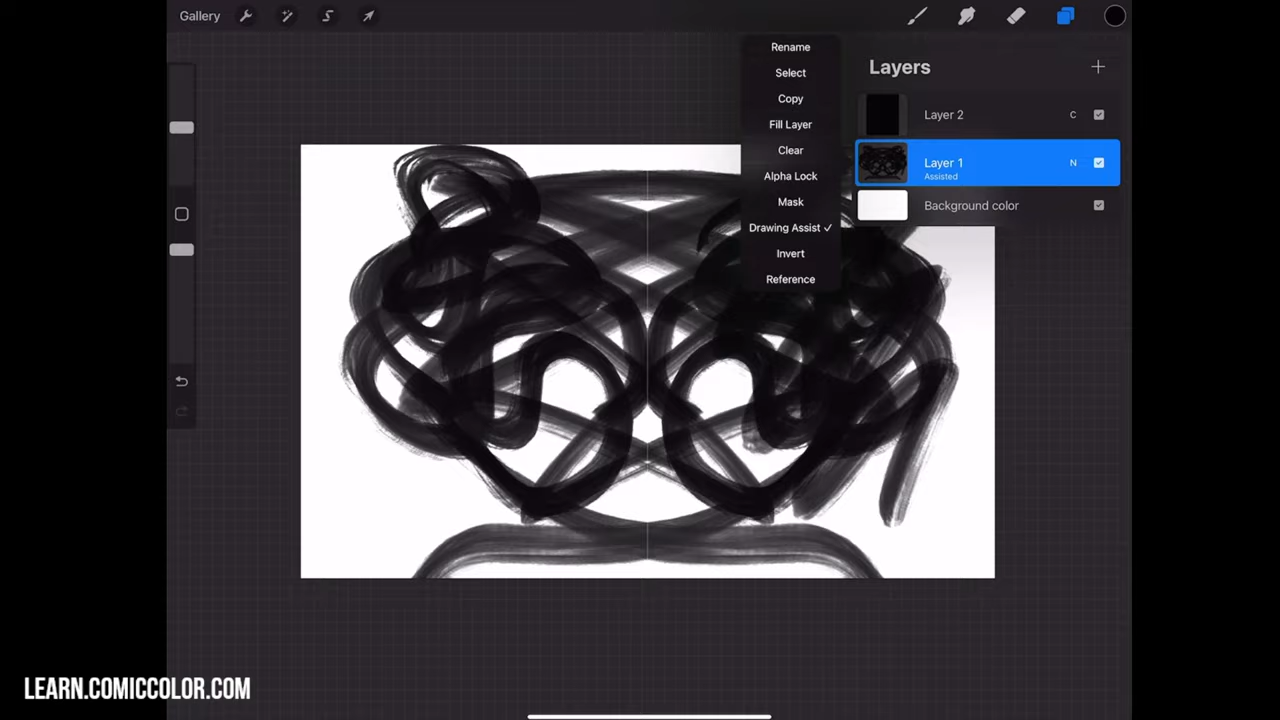 Gallery
Rename
Select
Copy
Fill Layer
Clear
Alpha Lock
Mask
Drawing Assist ✓
Invert
Reference
Layers
Layer 2 C
Layer 1 N
Assisted
Background color
LEARN.COMICCOLOR.COM